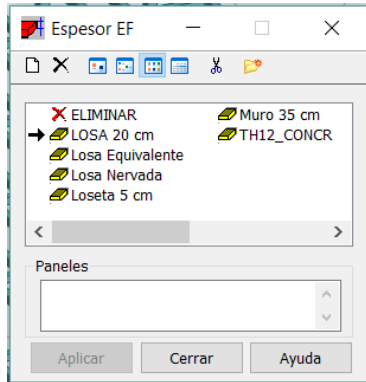 Espesor EF
ELIMINAR
LOSA 20 cm
Losa Equivalente
Losa Nervada
Loseta 5 cm
Muro 35 cm
TH12_CONCR
Paneles
Aplicar Cerrar Ayuda